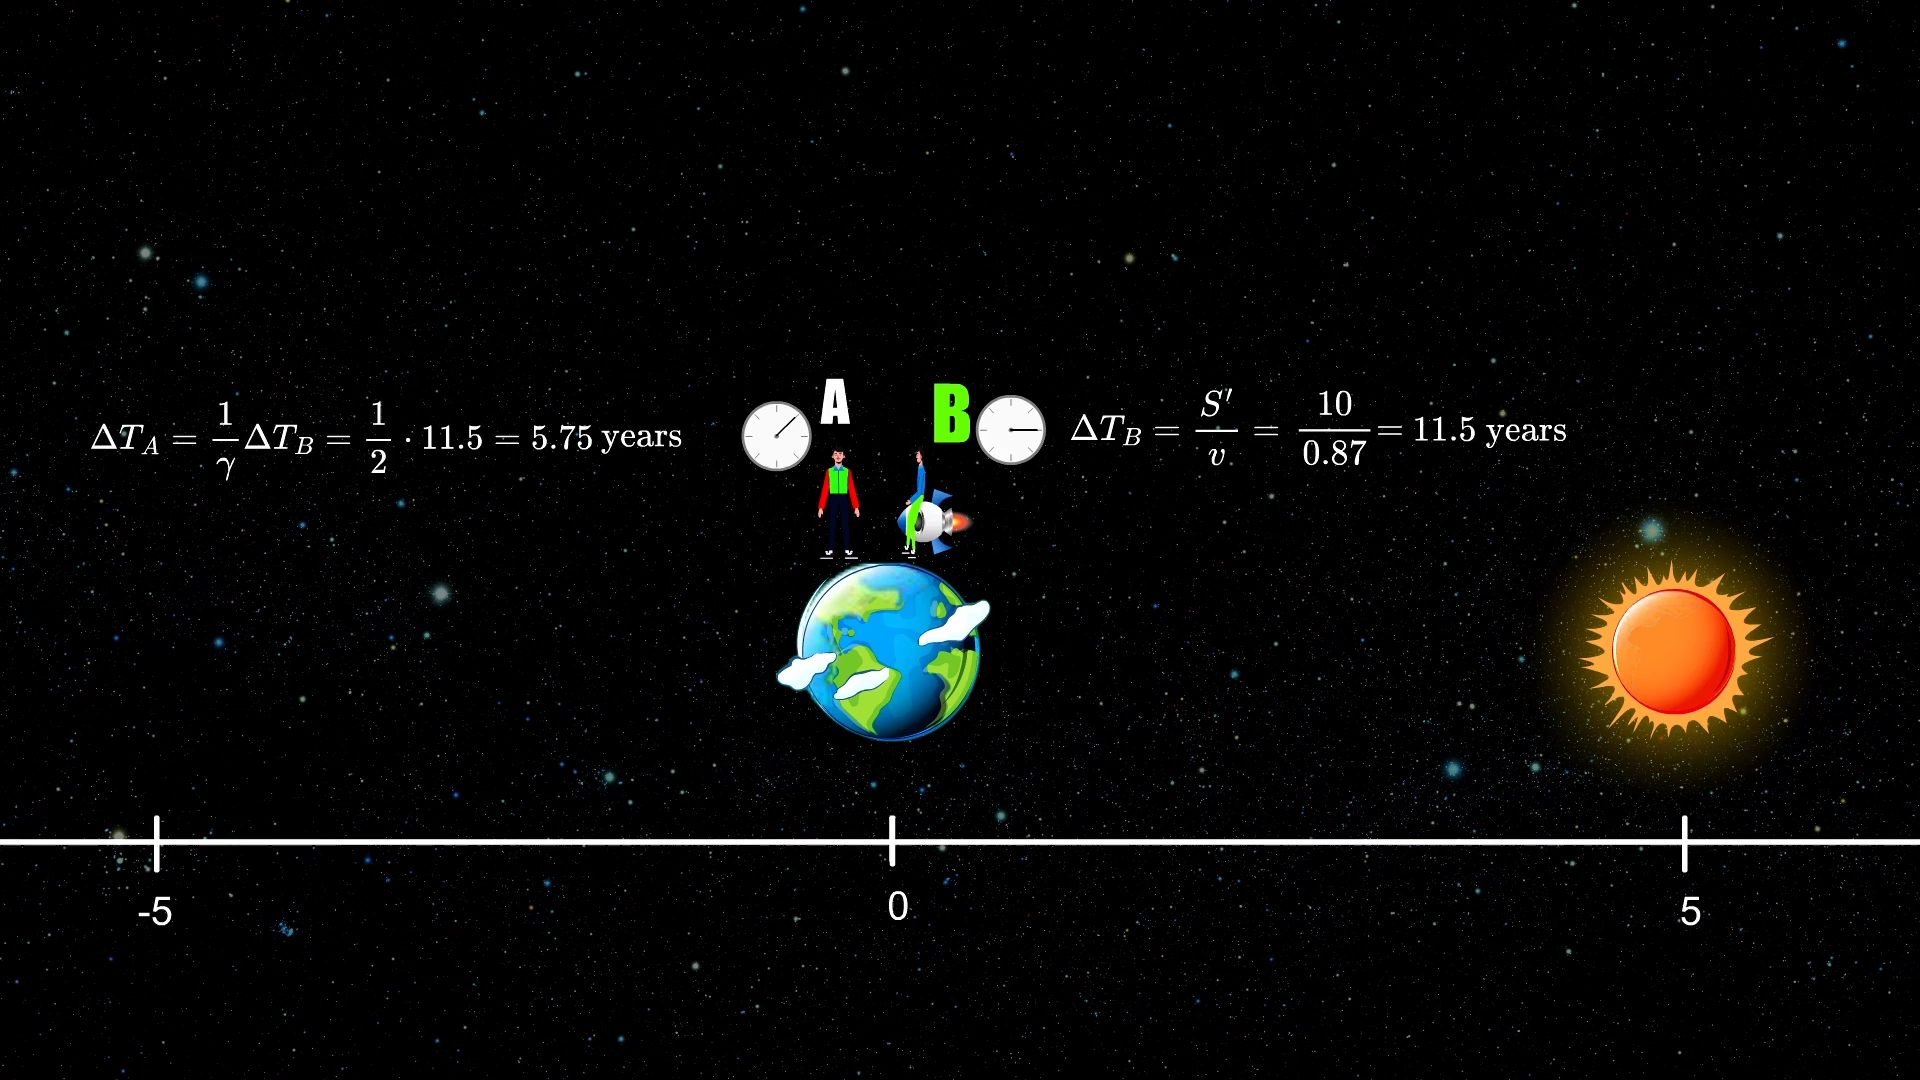 A B
ΔT_A = 1/γ ΔT_B = 1/2 · 11.5 = 5.75 years
ΔT_B = S′/v = 10/0.87 = 11.5 years
-5 0 5